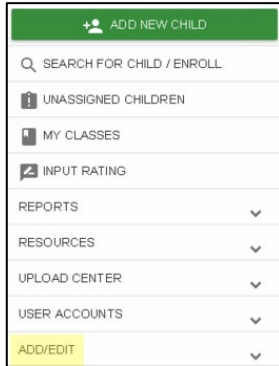 ADD NEW CHILD
SEARCH FOR CHILD / ENROLL
UNASSIGNED CHILDREN
MY CLASSES
INPUT RATING
REPORTS
RESOURCES
UPLOAD CENTER
USER ACCOUNTS
ADD/EDIT